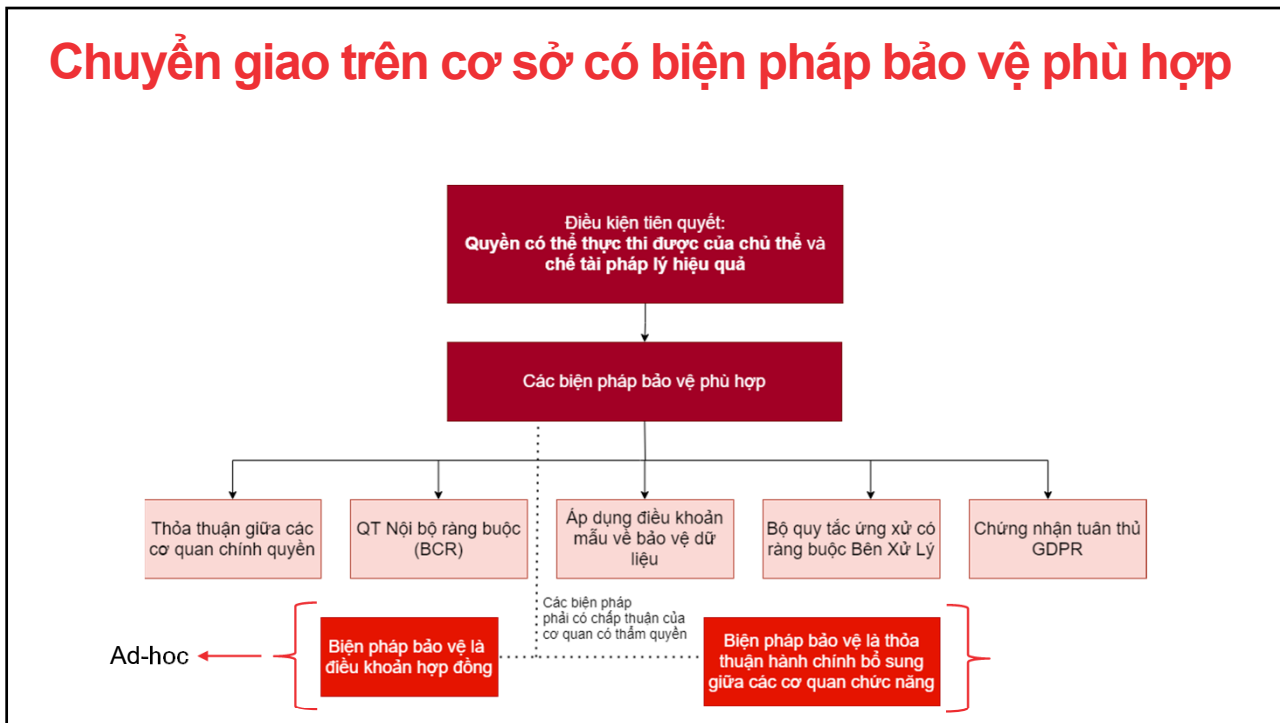 Chuyển giao trên cơ sở có biện pháp bảo vệ phù hợp
Điều kiện tiên quyết:
Quyền có thể thực thi được của chủ thể và
chế tài pháp lý hiệu quả
Các biện pháp bảo vệ phù hợp
Thỏa thuận giữa các
cơ quan chính quyền
QT Nội bộ ràng buộc
(BCR)
Áp dụng điều khoản
mẫu về bảo vệ dữ
liệu
Bộ quy tắc ứng xử có
ràng buộc Bên Xử Lý
Chứng nhận tuân thủ
GDPR
Các biện pháp
phải có chấp thuận của
cơ quan có thẩm quyền
Ad-hoc
Biện pháp bảo vệ là
điều khoản hợp đồng
Biện pháp bảo vệ là thỏa
thuận hành chính bổ sung
giữa các cơ quan chức năng